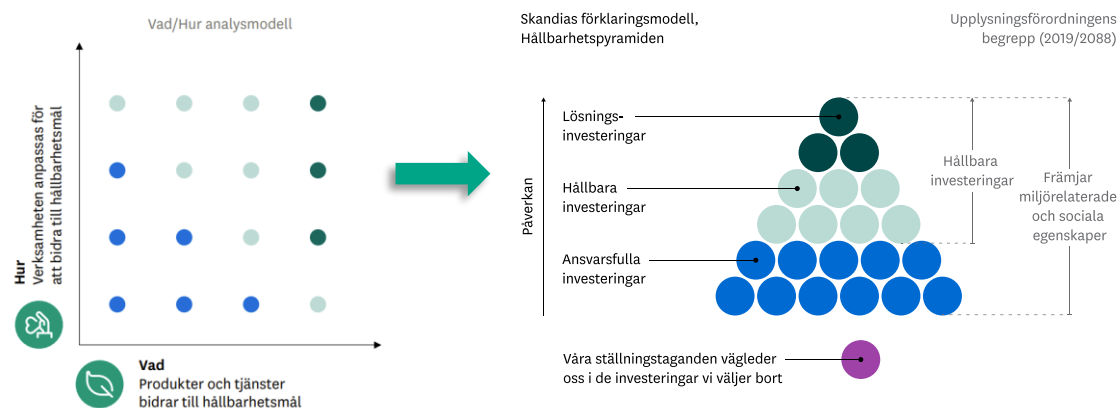 Vad/Hur analysmodell
Hur
Verksamheten anpassas för
att bidra till hållbarhetsmål
Vad
Produkter och tjänster
bidrar till hållbarhetsmål
Skandias förklaringsmodell,
Hållbarhetspyramiden
Upplysningsförordningens
begrepp (2019/2088)
Påverkan
Lösnings-
investeringar
Hållbara
investeringar
Ansvarsfulla
investeringar
Hållbara
investeringar
Främjar
miljörelaterade
och sociala
egenskaper
Våra ställningstaganden vägleder
oss i de investeringar vi väljer bort